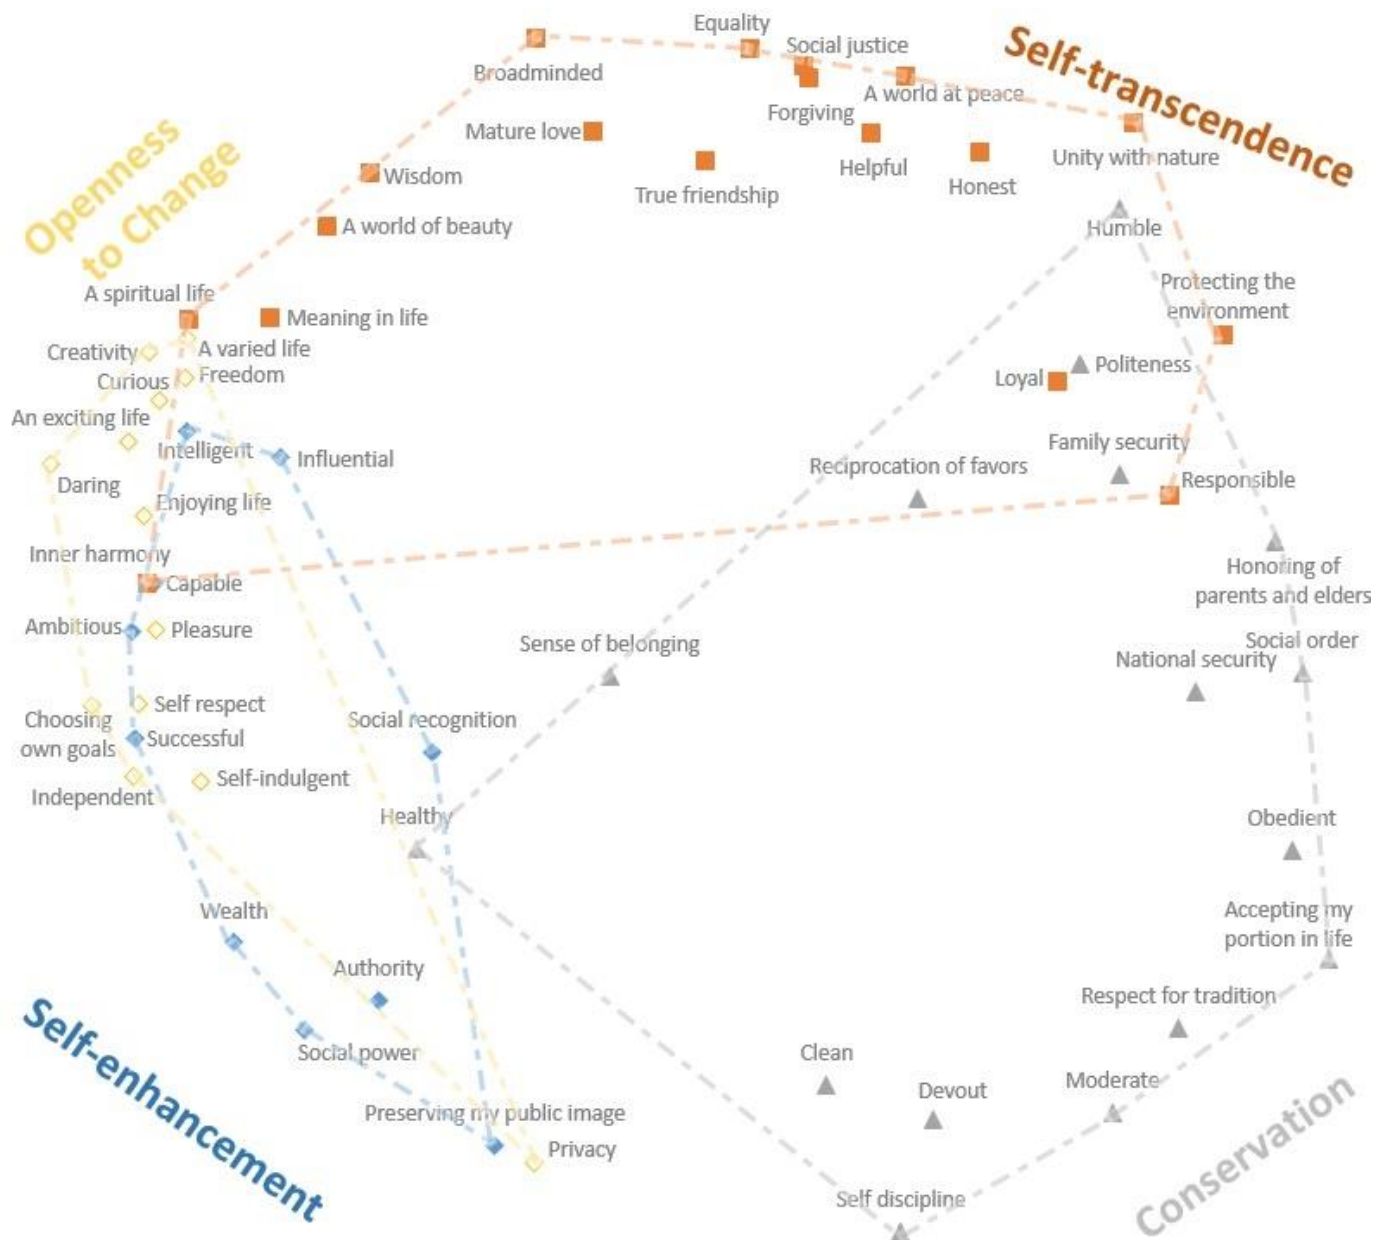 Equality
Self-transcendence
Social justice
Broadminded
A world at peace
Forgiving
Mature love
Helpful
Unity with nature
Openness
to Change
Wisdom
True friendship
Honest
A world of beauty
Humble
Protecting the
environment
A spiritual life
Meaning in life
Creativity
A varied life
Politeness
Curious
Freedom
Loyal
An exciting life
Intelligent
Influential
Family security
Reciprocation of favors
Responsible
Daring
Enjoying life
Inner harmony
Capable
Honoring of
parents and elders
Ambitious
Pleasure
Sense of belonging
Social order
National security
Self respect
Choosing
own goals
Successful
Social recognition
Self-indulgent
Independent
Healthy
Obedient
Wealth
Accepting my
portion in life
Authority
Respect for tradition
Self-enhancement
Social power
Clean
Devout
Moderate
Preserving my public image
Privacy
Conservation
Self discipline